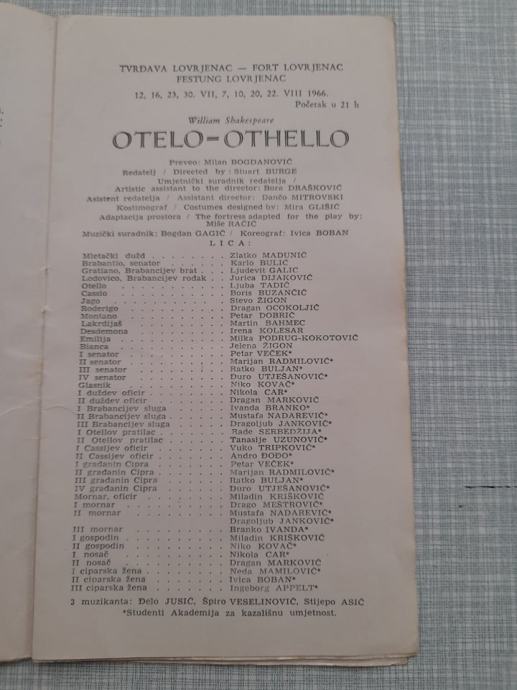 TVRĐAVA LOVRJENAC — FORT LOVRJENAC
FESTUNG LOVRJENAC
12, 16, 23, 30. VII, 7, 10, 20, 22. VIII 1966.
Početak u 21 h
William Shakespeare
OTELO=OTHELLO
Preveo: Milan BOGDANOVIĆ
Redatelj / Directed by: Stuart BURGE
Umjetnički suradnik redatelja /
Artistic assistant to the director: Bora DRAŠKOVIĆ
Asistent redatelja / Assistant director: Dančo MITROVSKI
Kostimograf / Costumes designed by: Mira GLIŠIĆ
Adaptacija prostora / The fortress adapted for the play by:
Miše RAČIĆ
Muzički suradnik: Bogdan GAGIĆ / Koreograf: Ivica BOBAN
LICA:
Mletački dužd . . . . . . . Zlatko MADUNIĆ
Brabantio, senator . . . . . Karlo BULIĆ
Gratiano, Brabancijev brat . . . Ljudevit GALIC
Lodovico, Brabancijev rođak . . Jurica DIJAKOVIĆ
Otello . . . . . . . . . Ljuba TADIĆ
Cassio . . . . . . . . . Boris BUZANČIĆ
Jago . . . . . . . . . Stevo ŽIGON
Roderigo . . . . . . . . Dragan OCOKOLJIĆ
Montano . . . . . . . . Petar DOBRIĆ
Lakrdijaš . . . . . . . . Martin BAHMEC
Desdemona . . . . . . . Irena KOLESAR
Emilija . . . . . . . . Milka PODRUG-KOKOTOVIĆ
Bianca . . . . . . . . Jelena ŽIGON
I senator . . . . . . . . Petar VEČEK*
II senator . . . . . . . . Marijan RADMILOVIĆ*
III senator . . . . . . . Ratko BULJAN*
IV senator . . . . . . . Đuro UTJEŠANOVIĆ*
Glasnik . . . . . . . . Niko KOVAČ*
I duždev oficir . . . . . . Nikola CAR*
II duždev oficir . . . . . . Dragan MARKOVIĆ
I Brabancijev sluga . . . . . Ivanda BRANKO*
II Brabancijev sluga . . . . Mustafa NADAREVIĆ*
III Brabancijev sluga . . . . Dragoljub JANKOVIĆ*
I Otellov pratilac . . . . . Rade ŠERBEDŽIJA*
II Otellov pratilac . . . . . Tanasije UZUNOVIĆ*
I Cassijev oficir . . . . . . Vuko TRIPKOVIĆ*
II Cassijev oficir . . . . . Andro ĐOĐO*
I građanin Cipra . . . . . . Petar VEČEK*
II građanin Cipra . . . . . Marijan RADMILOVIĆ*
III građanin Cipra . . . . . Ratko BULJAN*
IV građanin Cipra . . . . . Đuro UTJEŠANOVIĆ*
Mornar, oficir . . . . . . Miladin KRIŠKOVIĆ
I mornar . . . . . . . . Drago MEŠTROVIĆ*
II mornar . . . . . . . . Mustafa NADAREVIĆ*
Dragoljub JANKOVIĆ*
III mornar . . . . . . . Branko IVANDA*
I gospodin . . . . . . . Miladin KRIŠKOVIĆ
II gospodin . . . . . . . Niko KOVAČ*
I nosač . . . . . . . . Nikola CAR*
II nosač . . . . . . . . Dragan MARKOVIĆ
I ciparska žena . . . . . . Neda MAMILOVIĆ*
II ciparska žena . . . . . . Ivica BOBAN*
III ciparska žena . . . . . . Ingeborg APPELT*
3 muzikanta: Đelo JUSIĆ, Špiro VESELINOVIĆ, Stijepo ASIĆ
*Studenti Akademija za kazališnu umjetnost.